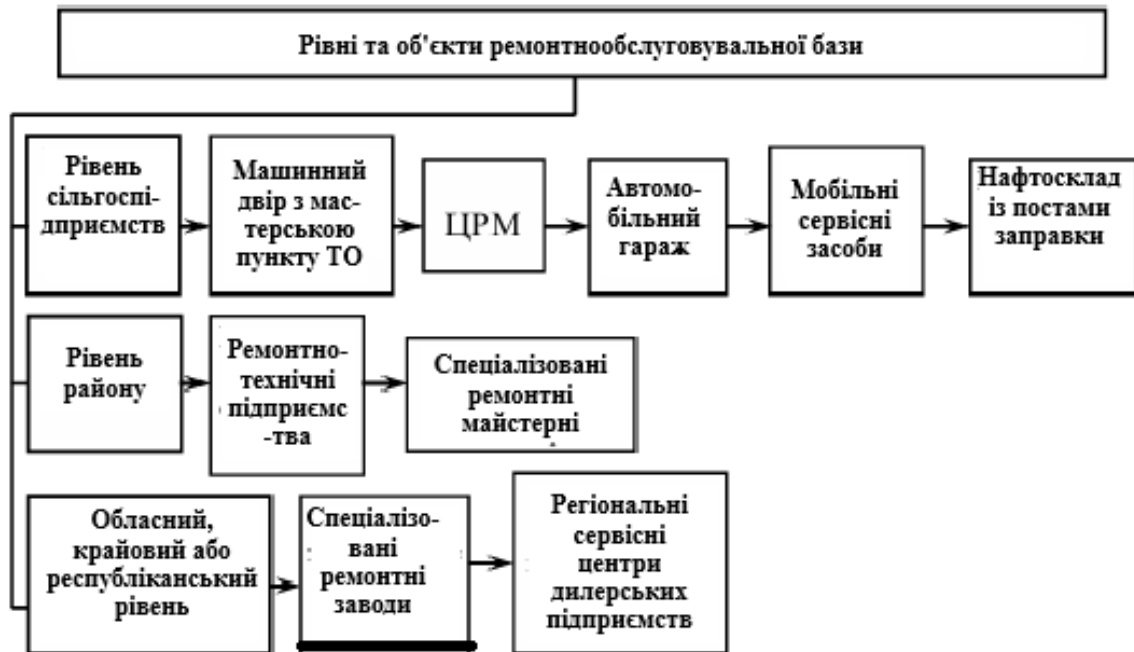 Рівні та об'єкти ремонтнообслуговувальної бази
Рівень
сільгоспі-
дприємств
Машинний
двір з мас-
терською
пункту ТО
ЦРМ
Автомо-
більний
гараж
Мобільні
сервісні
засоби
Нафтосклад
із постами
заправки
Рівень
району
Ремонтно-
технічні
підприємс
-тва
Спеціалізовані
ремонтні
майстерні
Обласний,
крайовий або
республіканський
рівень
Спеціалізо-
вані
ремонтні
заводи
Регіональні
сервісні
центри
дилерських
підприємств